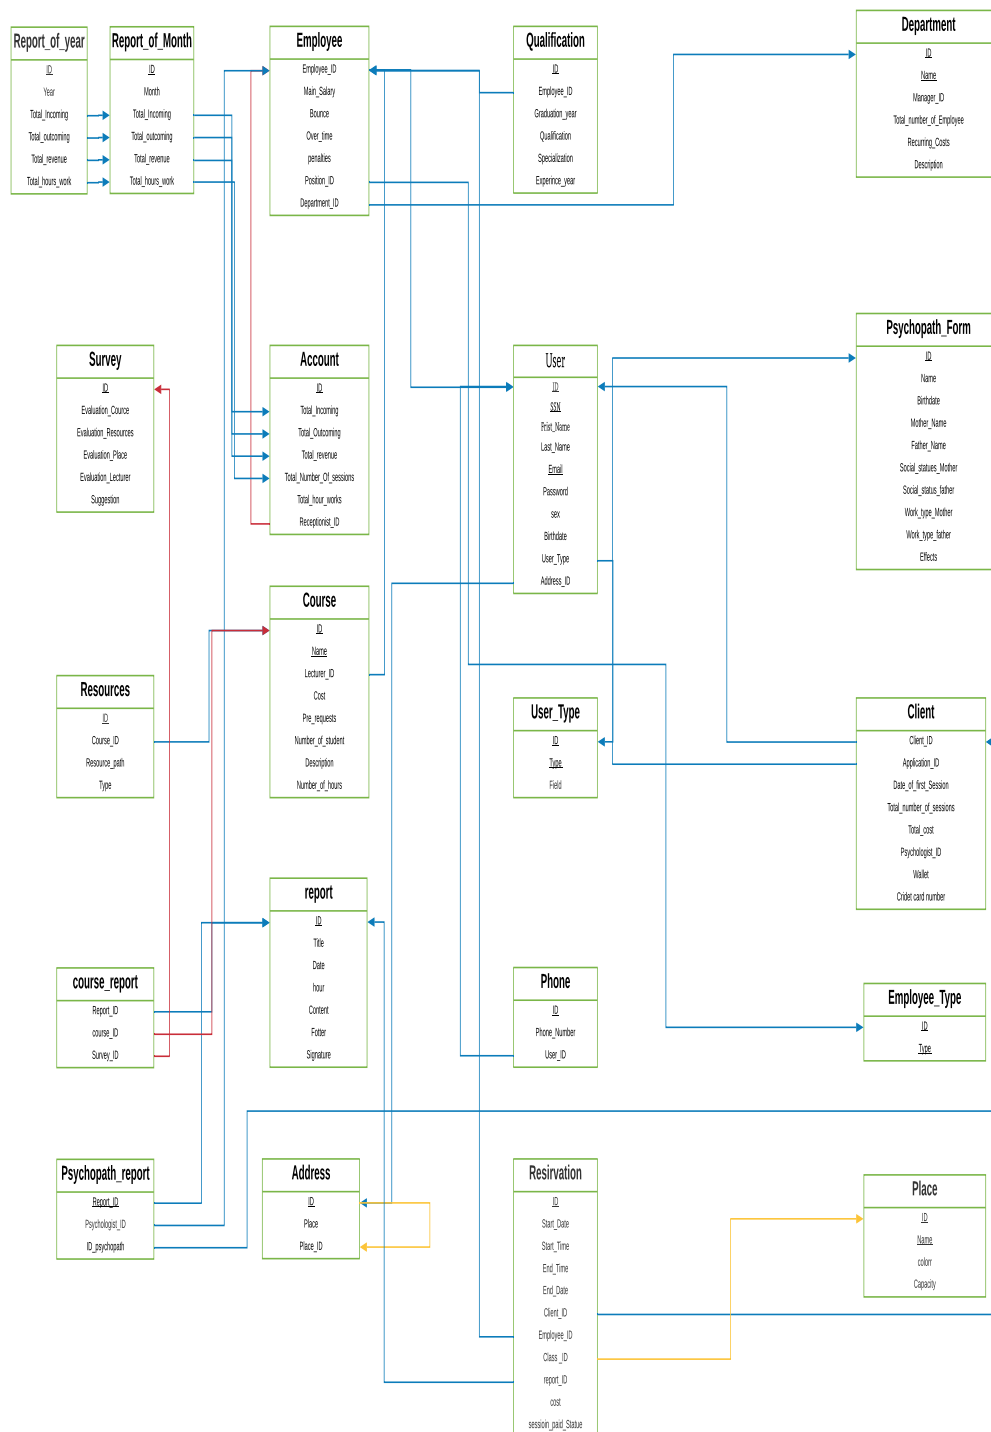 Report_of_year
ID
Year
Total_Incoming
Total_outcoming
Total_revenue
Total_hours_work
Report_of_Month
ID
Month
Total_Incoming
Total_outcoming
Total_revenue
Total_hours_work
Employee
Employee_ID
Main_Salary
Bounce
Over_time
penalties
Position_ID
Department_ID
Qualification
ID
Employee_ID
Graduation_year
Qualification
Specialization
Experince_year
Department
ID
Name
Manager_ID
Total_number_of_Employee
Recurring_Costs
Description
Survey
ID
Evaluation_Cource
Evaluation_Resources
Evaluation_Place
Evaluation_Lecturer
Suggestion
Account
ID
Total_Incoming
Total_Outcoming
Total_revenue
Total_Number_Of_sessions
Total_hour_works
Receptionist_ID
User
ID
SSN
Frist_Name
Last_Name
Email
Password
sex
Birthdate
User_Type
Address_ID
Psychopath_Form
ID
Name
Birthdate
Mother_Name
Father_Name
Social_statues_Mother
Social_status_father
Work_type_Mother
Work_type_father
Effects
Resources
ID
Course_ID
Resource_path
Type
Course
ID
Name
Lecturer_ID
Cost
Pre_requests
Number_of_student
Description
Number_of_hours
User_Type
ID
Type
Field
Client
Client_ID
Application_ID
Date_of_first_Session
Total_number_of_sessions
Total_cost
Psychologist_ID
Wallet
Cridet card number
course_report
Report_ID
course_ID
Survey_ID
report
ID
Title
Date
hour
Content
Fotter
Signature
Phone
ID
Phone_Number
User_ID
Employee_Type
ID
Type
Psychopath_report
Report_ID
Psychologist_ID
ID_psychopath
Address
ID
Place
Place_ID
Resirvation
ID
Start_Date
Start_Time
End_Time
End_Date
Client_ID
Employee_ID
Class _ID
report_ID
cost
sessioin_paid_Statue
Place
ID
Name
colorr
Capacity